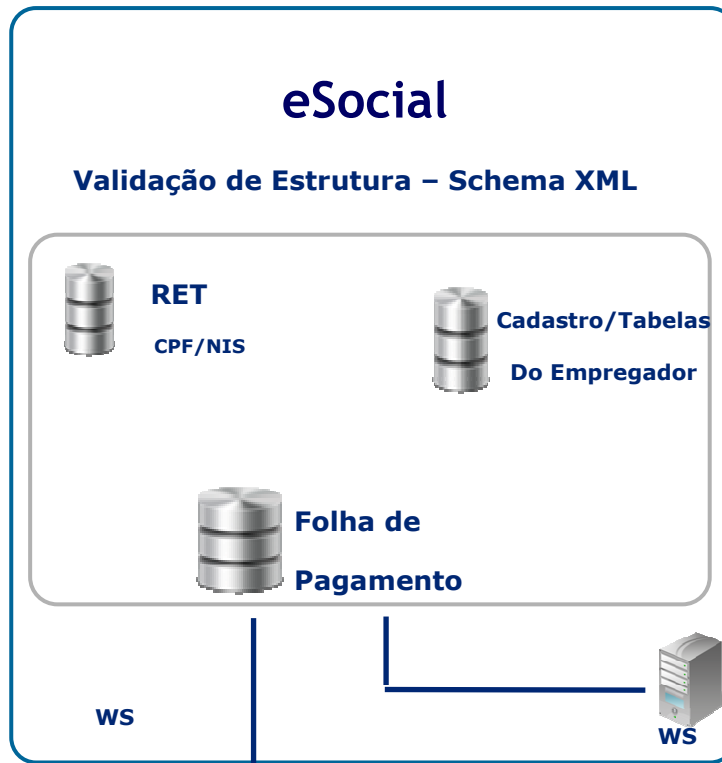 eSocial
Validação de Estrutura – Schema XML
RET
CPF/NIS
Cadastro/Tabelas
Do Empregador
Folha de
Pagamento
WS
WS